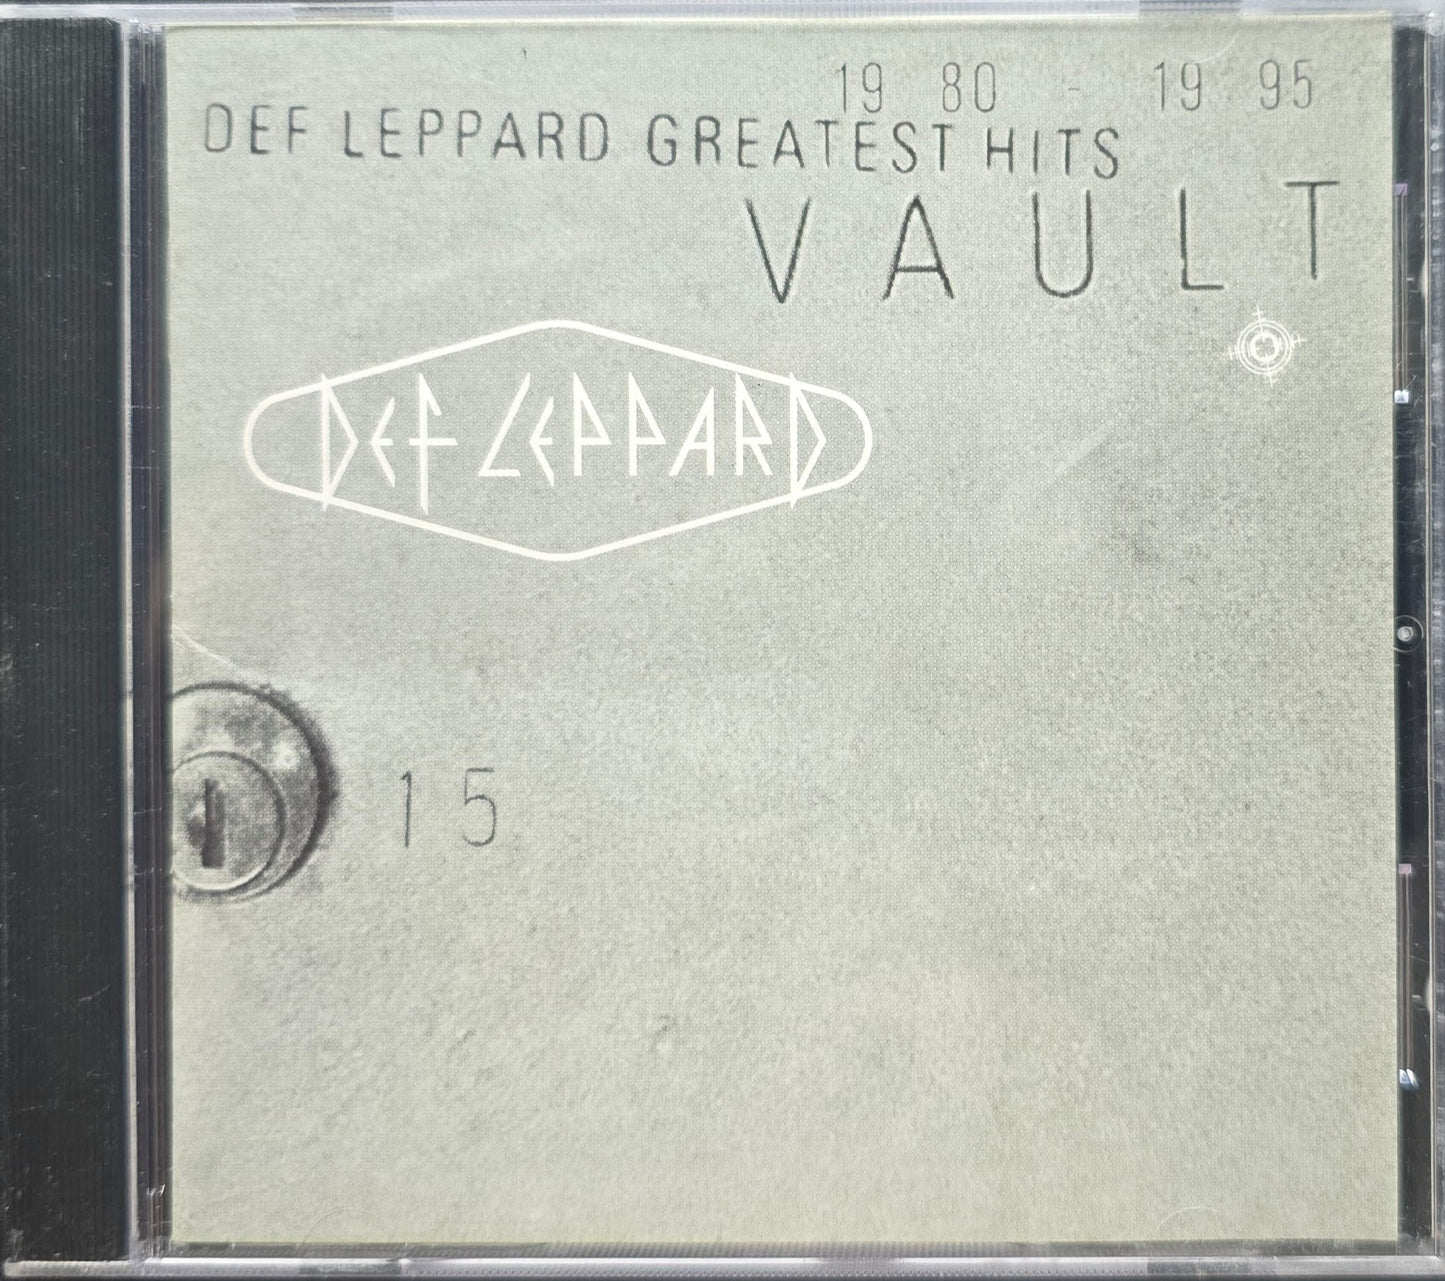 19 80 - 19 95
DEF LEPPARD GREATEST HITS
VAULT
DEF LEPPARD
15